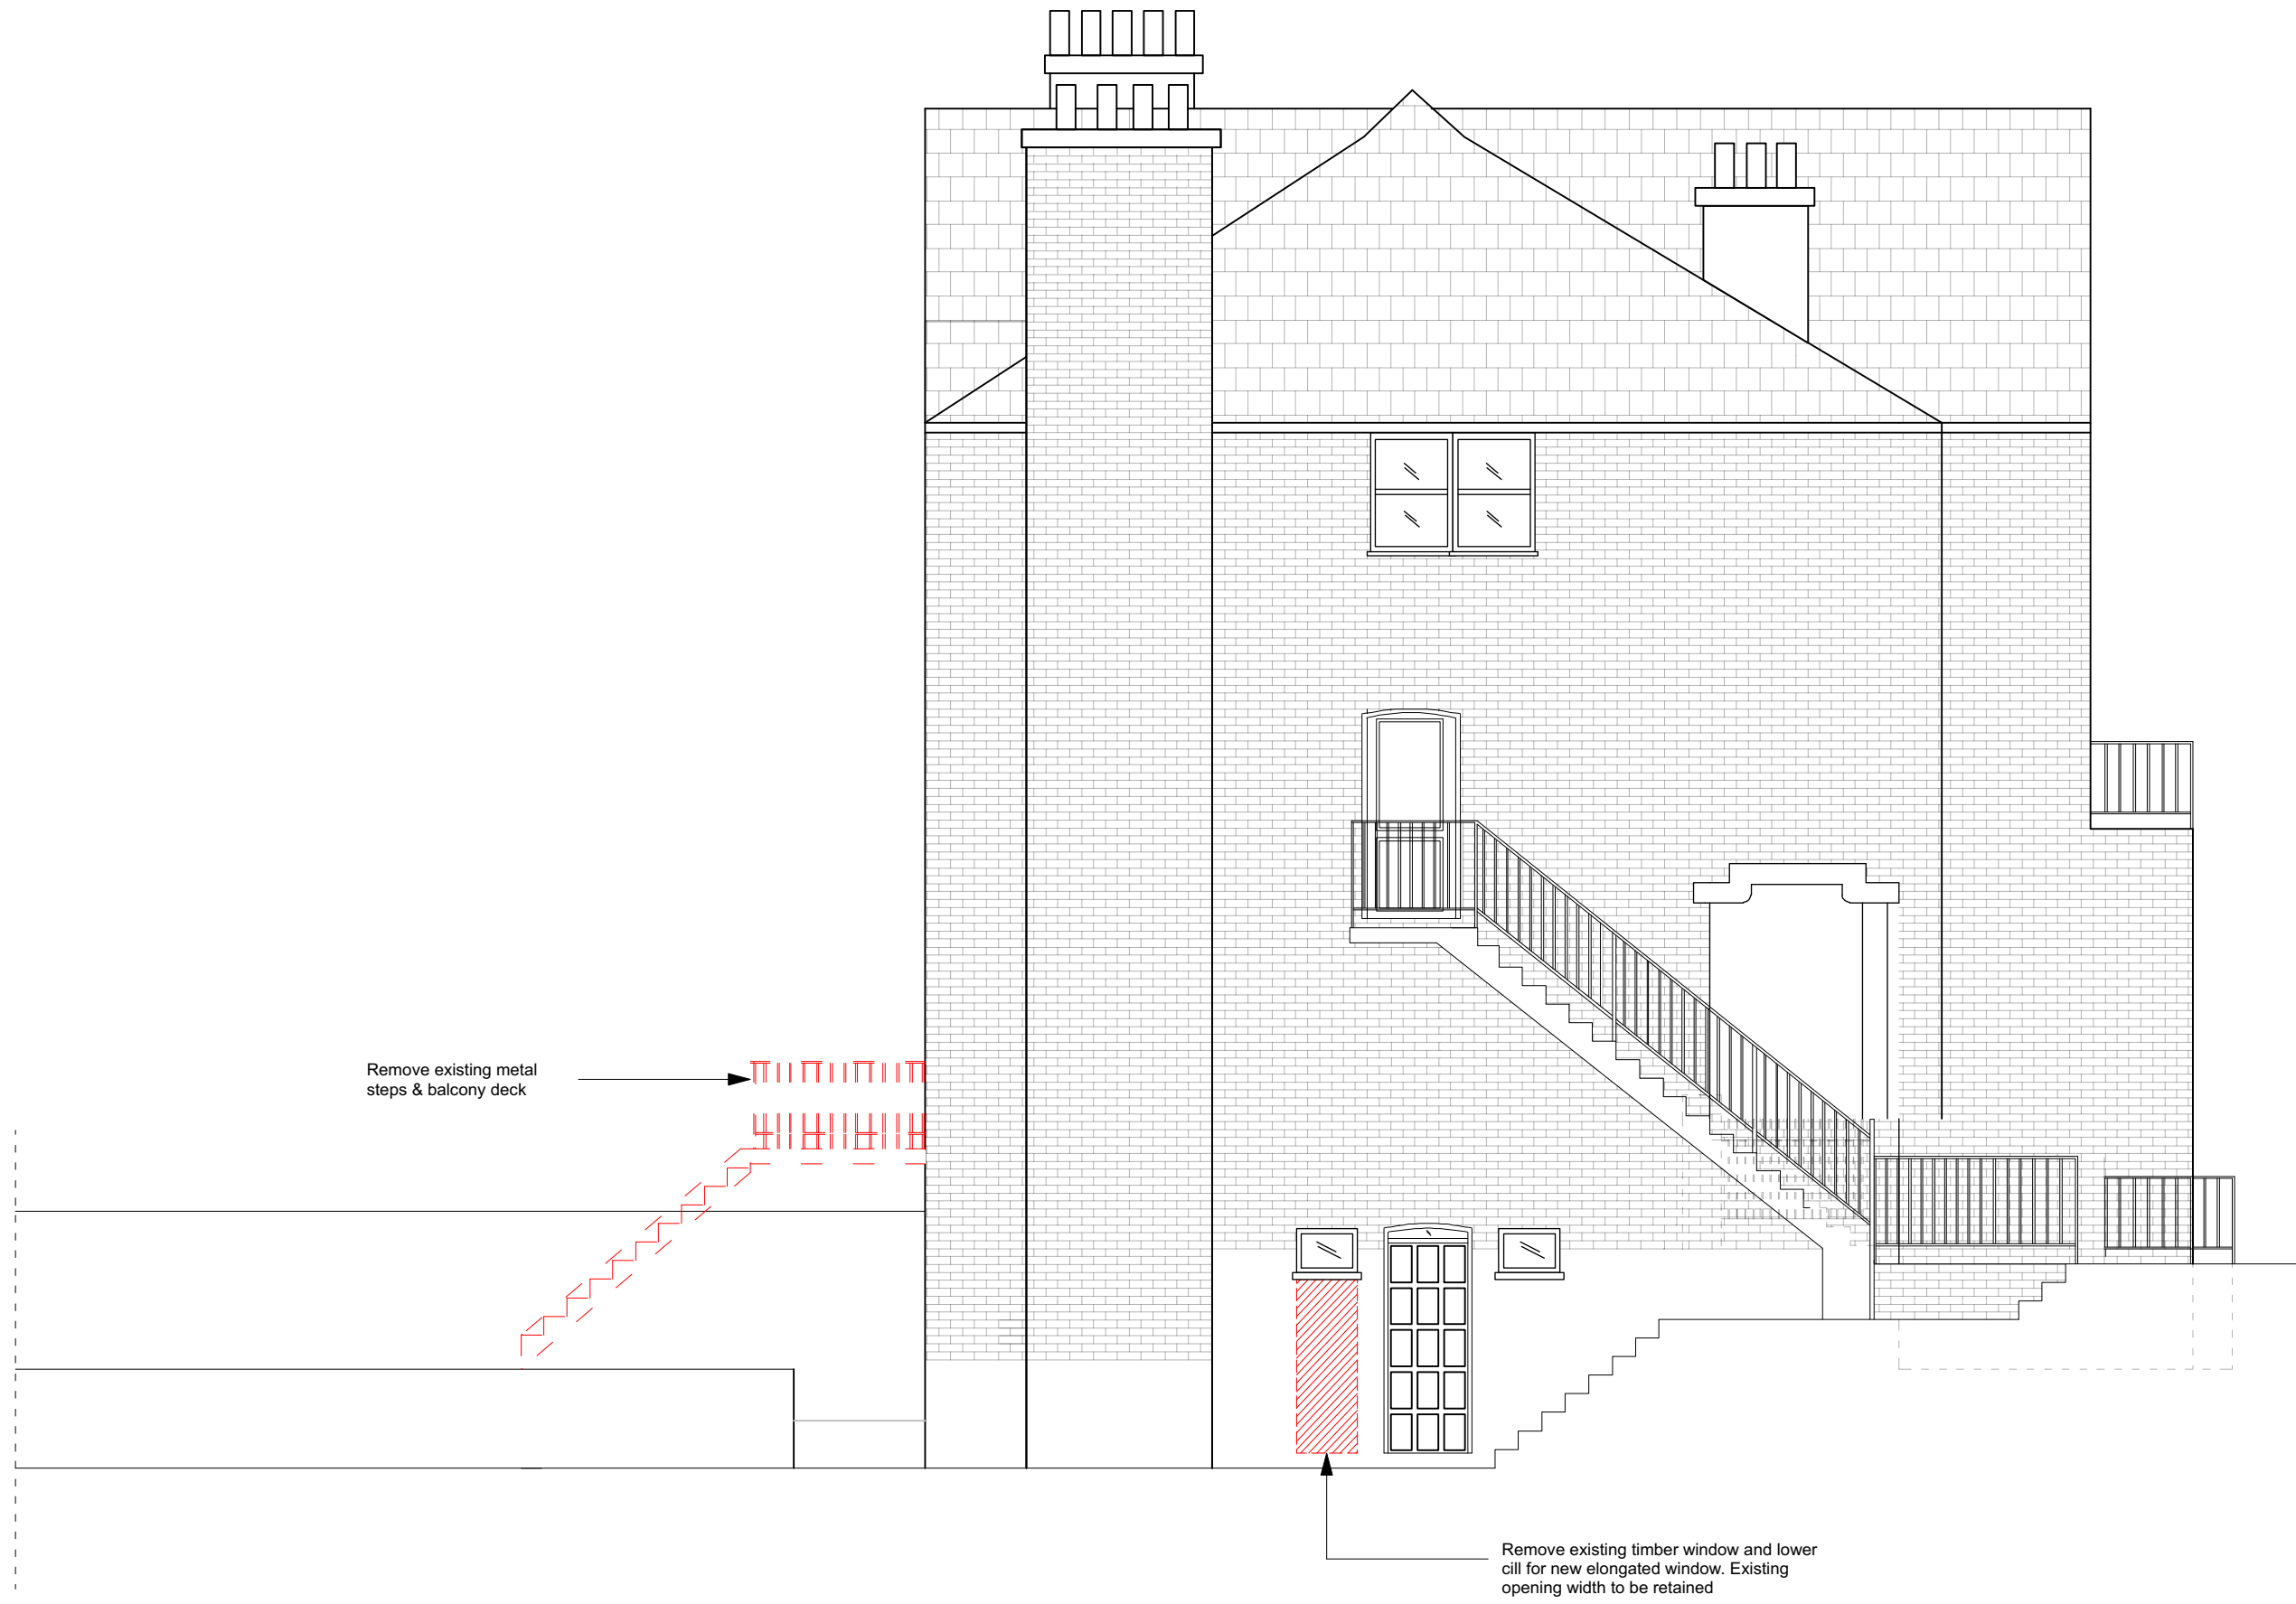 Remove existing metal
steps & balcony deck
Remove existing timber window and lower
cill for new elongated window. Existing
opening width to be retained